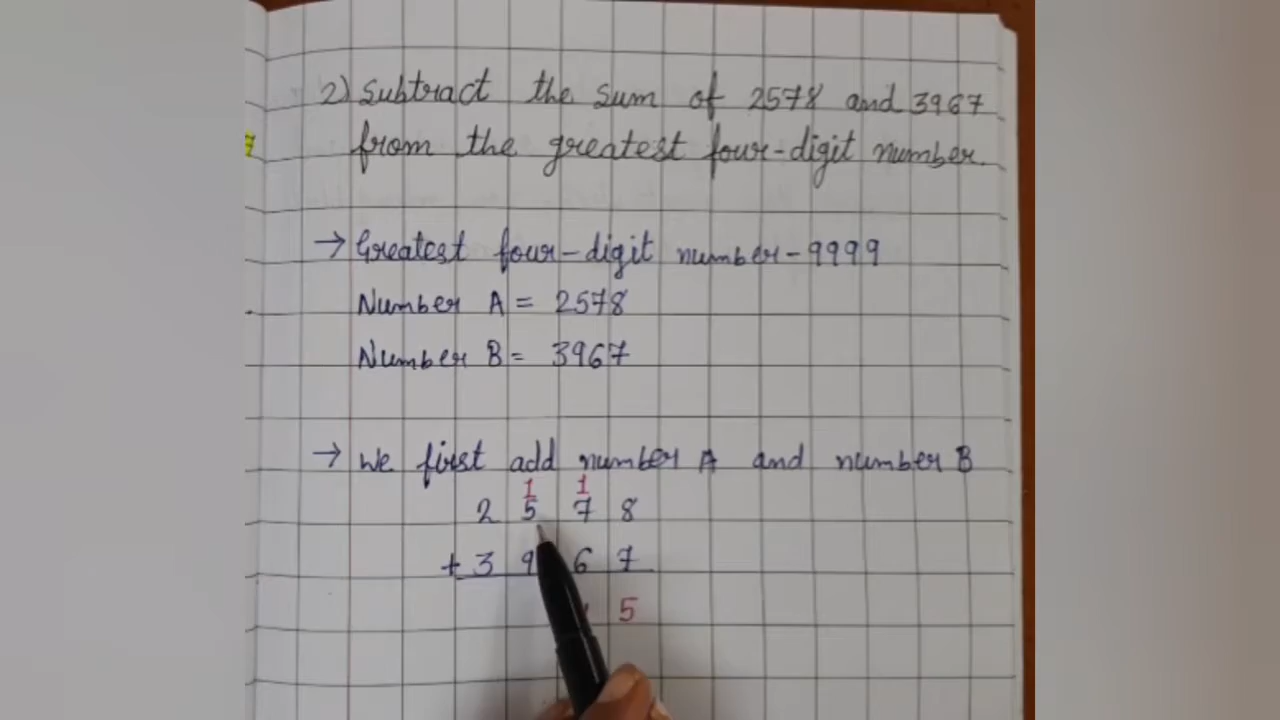 2) Subtract the sum of 2578 and 3967
from the greatest four-digit number.
→ Greatest four-digit number - 9999
Number A = 2578
Number B = 3967
→ We first add number A and number B
1 1
2 5 7 8
+ 3 9 6 7
5